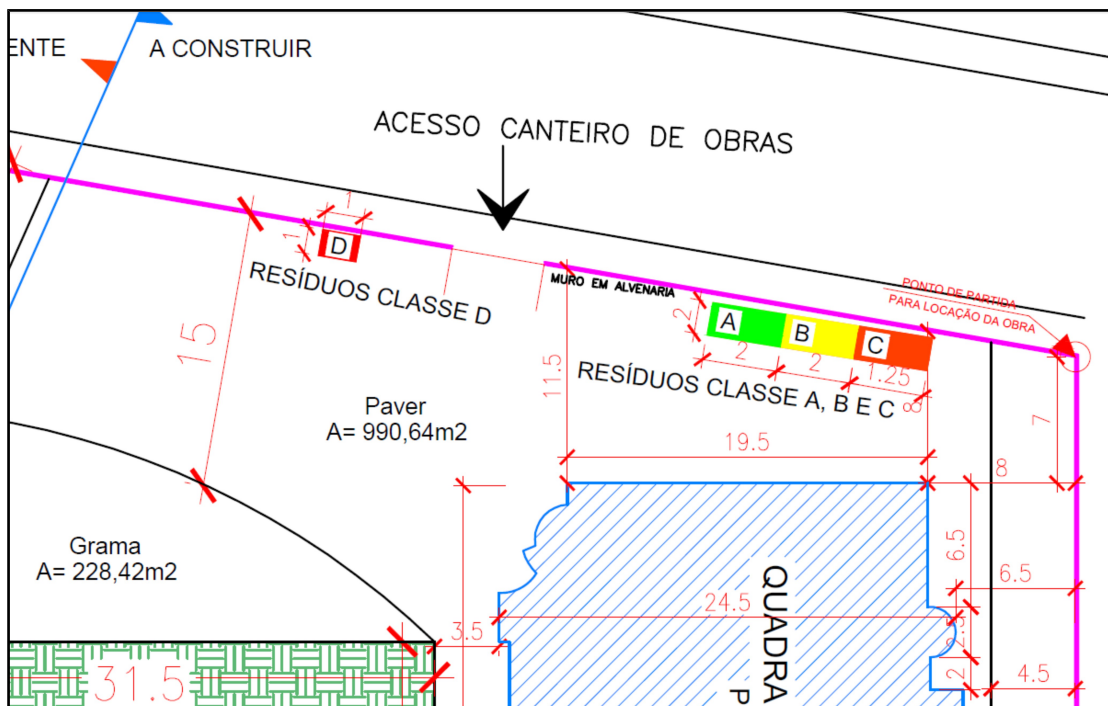 ENTE
A CONSTRUIR
ACESSO CANTEIRO DE OBRAS
1
1
D
RESÍDUOS CLASSE D
MURO EM ALVENARIA
PONTO DE PARTIDA
PARA LOCAÇÃO DA OBRA
2
A
B
C
2
2
1.25
RESÍDUOS CLASSE A, B E C
8
15
11.5
7
Paver
A= 990,64m2
19.5
8
6.5
Grama
A= 228,42m2
6.5
24.5
QUADRA
P
3.5
2.5
2
31.5
4.5